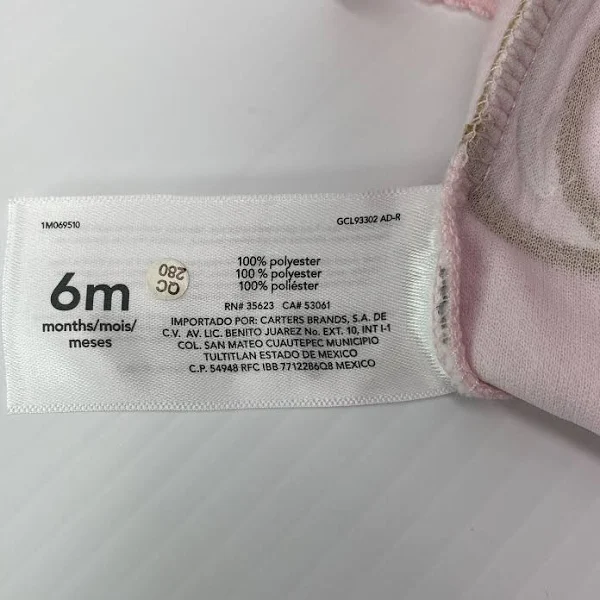 1M069510
GCL93302 AD-R
6m
months/mois/
meses
QC
280
100% polyester
100 % polyester
100% poliéster
RN# 35623 CA# 53061
IMPORTADO POR: CARTERS BRANDS, S.A. DE
C.V. AV. LIC. BENITO JUAREZ No. EXT. 10, INT I-1
COL. SAN MATEO CUAUTEPEC MUNICIPIO
TULTITLAN ESTADO DE MEXICO
C.P. 54948 RFC IBB 7712286Q8 MEXICO